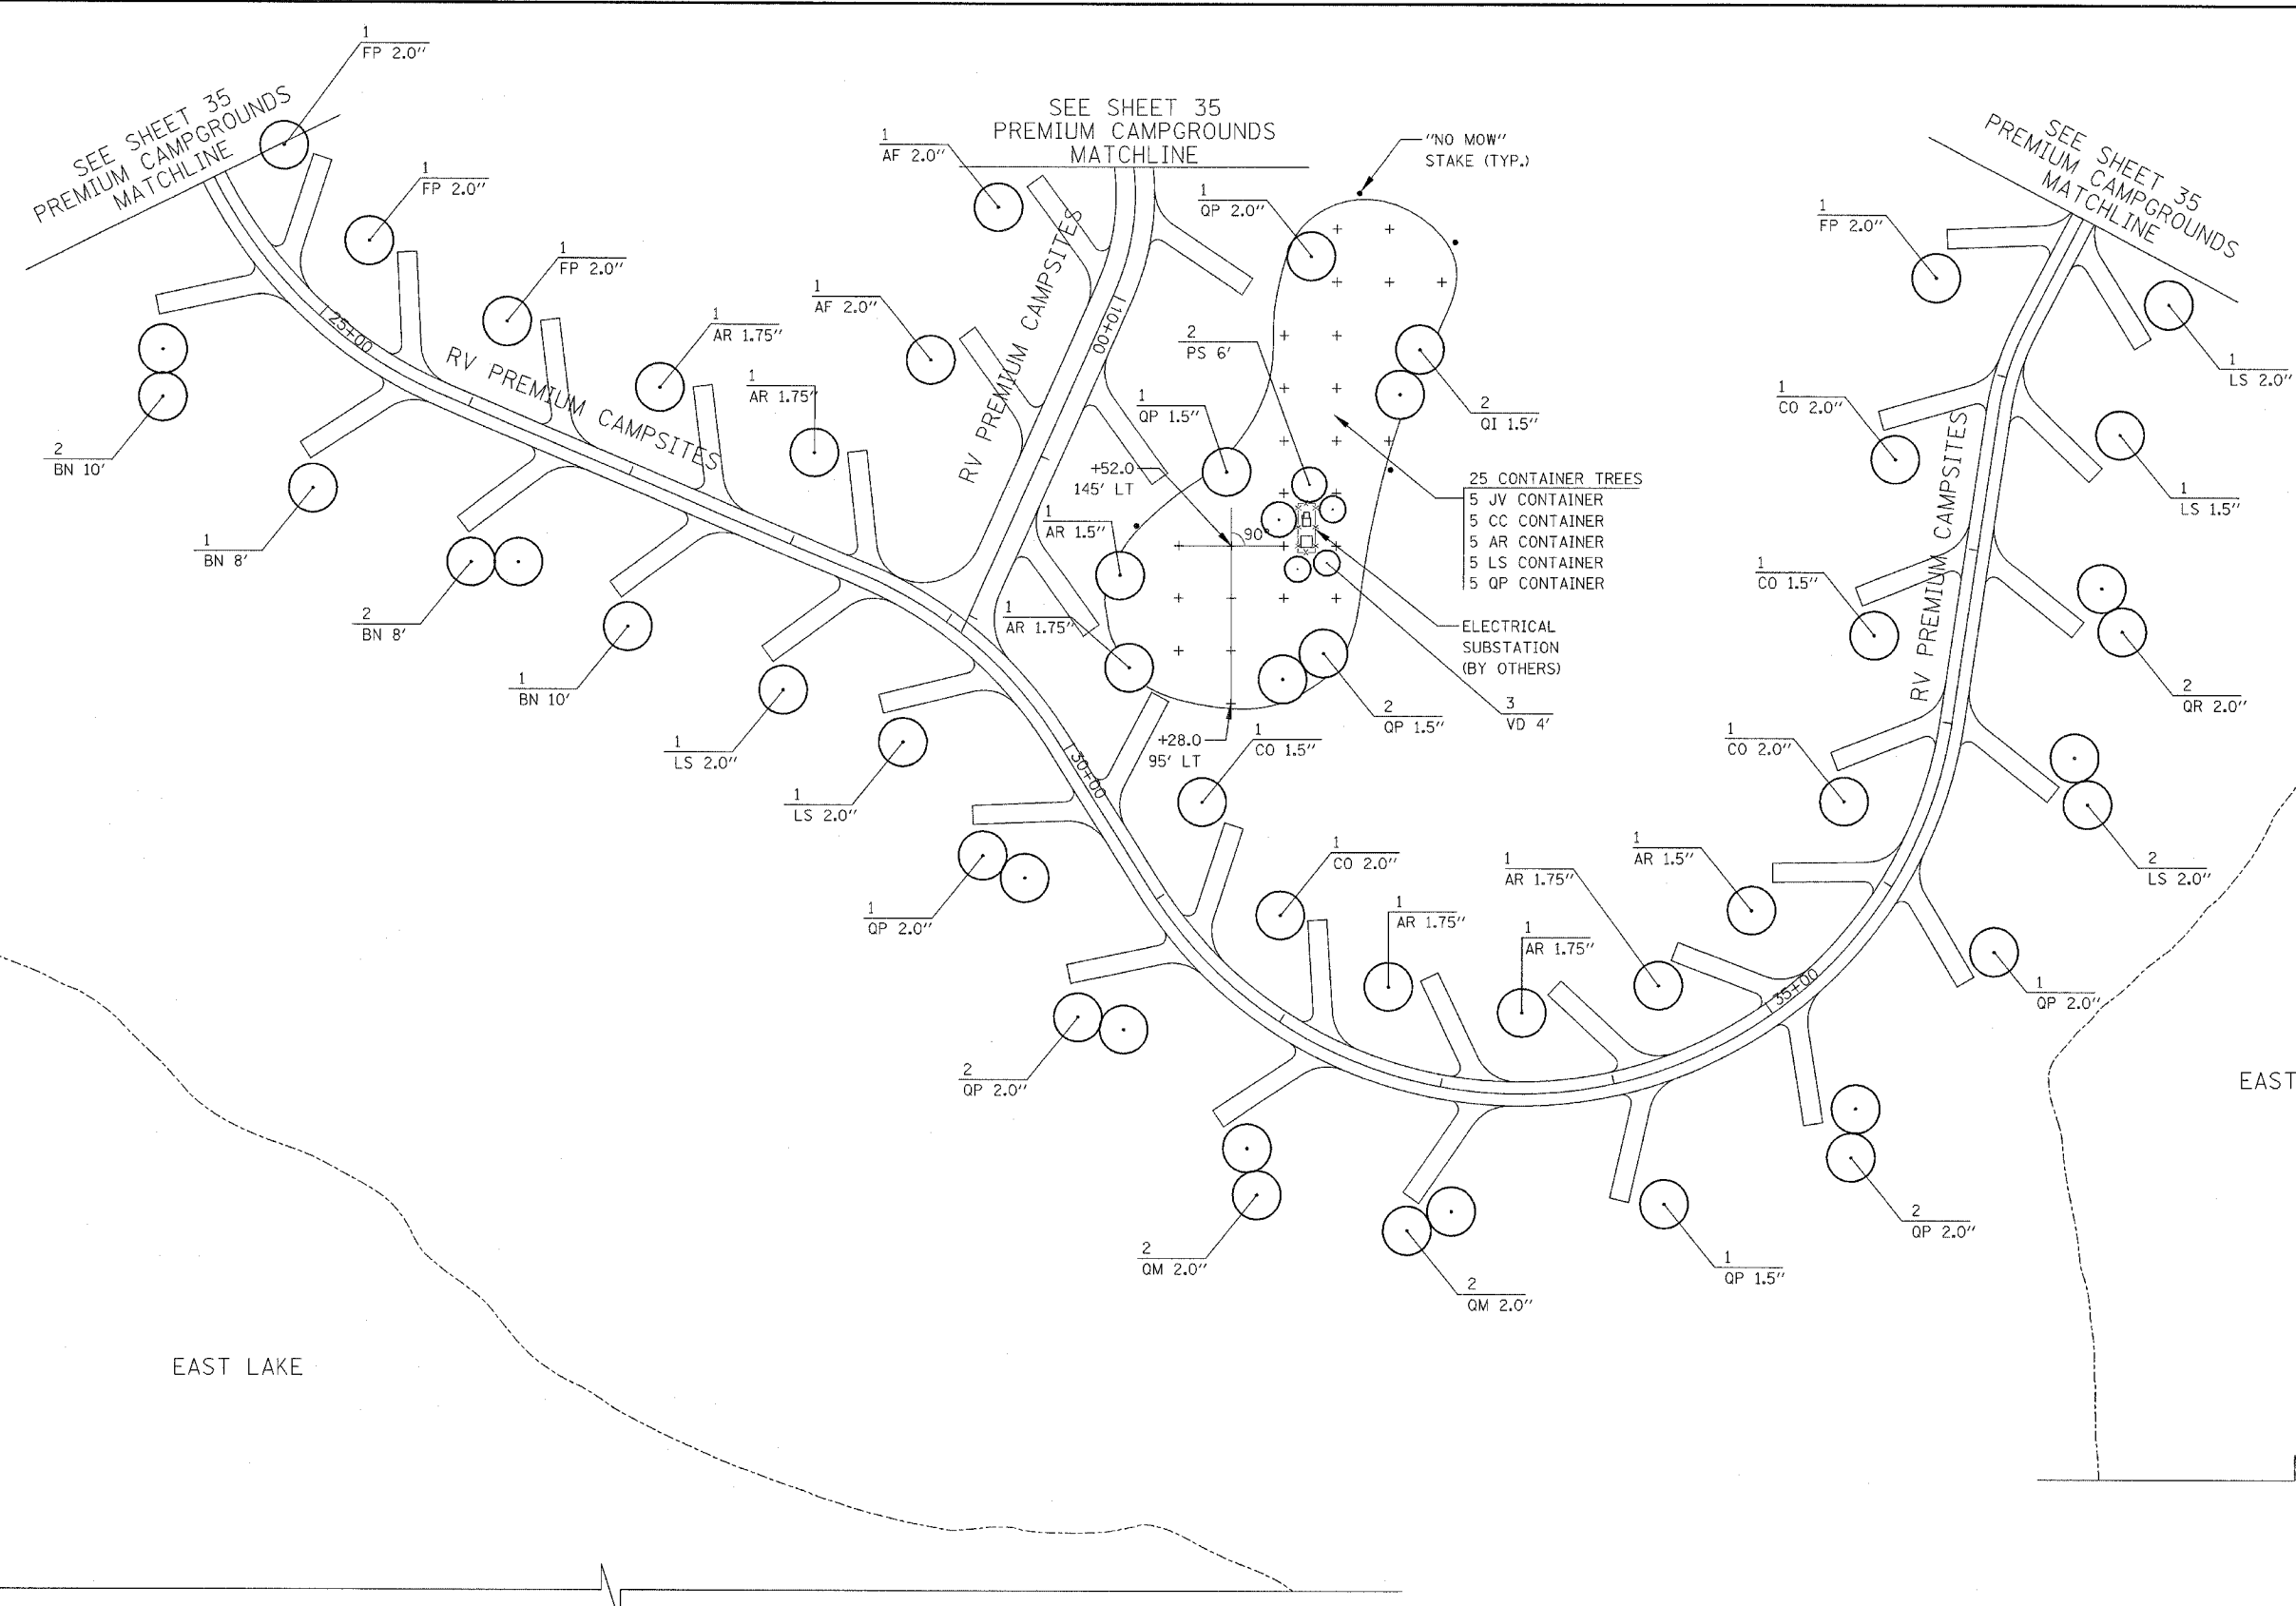 1
FP 2.0"
SEE SHEET 35
PREMIUM CAMPGROUNDS
MATCHLINE
1
FP 2.0"
1
FP 2.0"
1
AR 1.75"
1
AR 1.75"
25+00
RV PREMIUM CAMPSITES
2
BN 10'
1
BN 8'
2
BN 8'
1
BN 10'
1
LS 2.0"
1
LS 2.0"
SEE SHEET 35
PREMIUM CAMPGROUNDS
MATCHLINE
1
AF 2.0"
1
AF 2.0"
RV PREMIUM CAMPSITES
110+00
1
QP 2.0"
"NO MOW"
STAKE (TYP.)
2
PS 6'
1
QP 1.5"
2
QI 1.5"
+52.0
145' LT
90°
1
AR 1.5"
1
AR 1.75"
25 CONTAINER TREES
5 JV CONTAINER
5 CC CONTAINER
5 AR CONTAINER
5 LS CONTAINER
5 QP CONTAINER
ELECTRICAL
SUBSTATION
(BY OTHERS)
3
VD 4'
2
QP 1.5"
+28.0
95' LT
1
CO 1.5"
30+00
1
QP 2.0"
1
CO 2.0"
1
AR 1.75"
1
AR 1.75"
1
AR 1.75"
1
AR 1.5"
35+00
2
QP 2.0"
2
QM 2.0"
2
QM 2.0"
1
QP 1.5"
2
QP 2.0"
1
QP 2.0"
SEE SHEET 35
PREMIUM CAMPGROUNDS
MATCHLINE
1
FP 2.0"
1
LS 2.0"
1
CO 2.0"
1
LS 1.5"
RV PREMIUM CAMPSITES
1
CO 1.5"
2
QR 2.0"
1
CO 2.0"
2
LS 2.0"
EAST
EAST LAKE